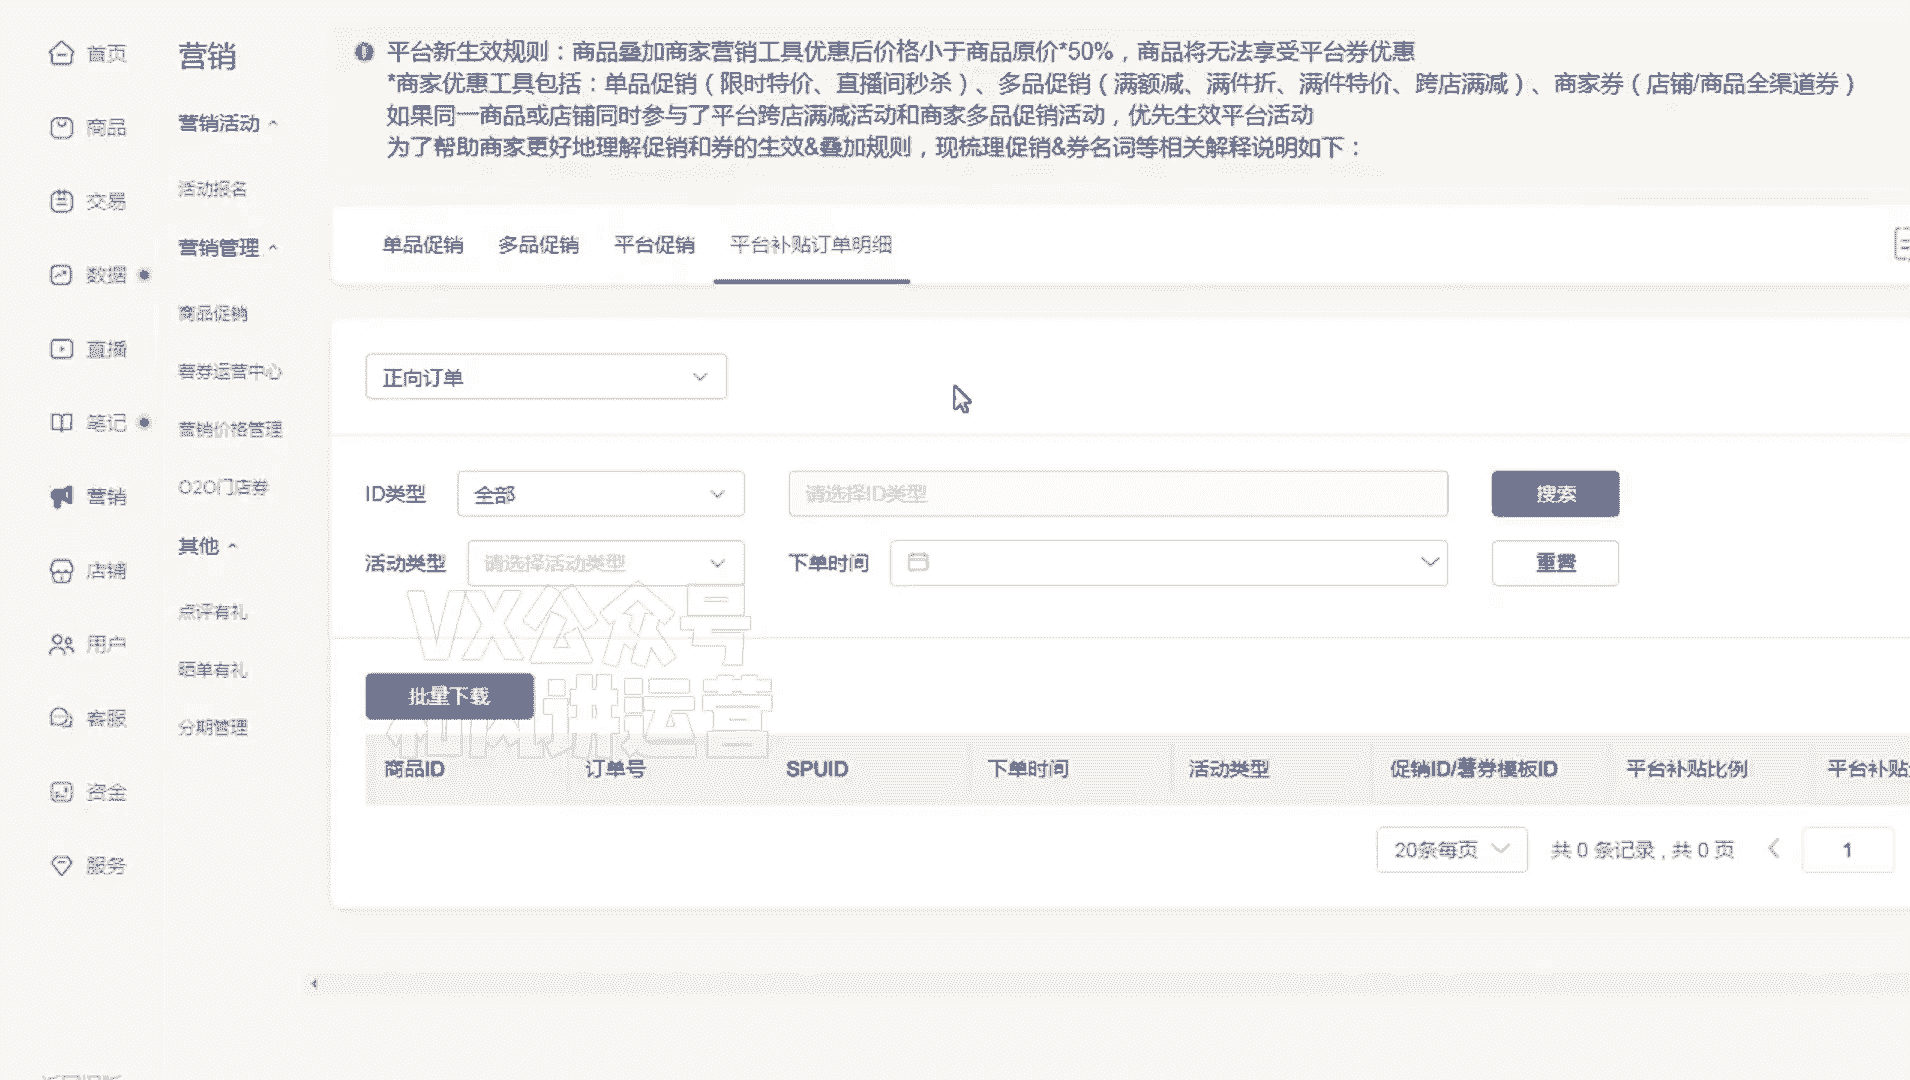 首页
商品
交易
数据
直播
笔记
营销
店铺
用户
客服
资金
服务
营销
营销活动
活动报名
营销管理
商品促销
薯券运营中心
营销价格管理
O2O门店券
其他
点评有礼
晒单有礼
分期管理
平台新生效规则：商品叠加商家营销工具优惠后价格小于商品原价*50%，商品将无法享受平台券优惠
*商家优惠工具包括：单品促销（限时特价、直播间秒杀）、多品促销（满额减、满件折、满件特价、跨店满减）、商家券（店铺/商品全渠道券）
如果同一商品或店铺同时参与了平台跨店满减活动和商家多品促销活动，优先生效平台活动
为了帮助商家更好地理解促销和券的生效&叠加规则，现梳理促销&券名词等相关解释说明如下：
单品促销 多品促销 平台促销 平台补贴订单明细
正向订单
ID类型 全部 请选择ID类型 搜索
活动类型 请选择活动类型 下单时间 重置
VX公众号
讲运营
批量下载
商品ID 订单号 SPUID 下单时间 活动类型 促销ID/薯券模板ID 平台补贴比例 平台补贴
20条每页 共 0 条记录，共 0 页 1